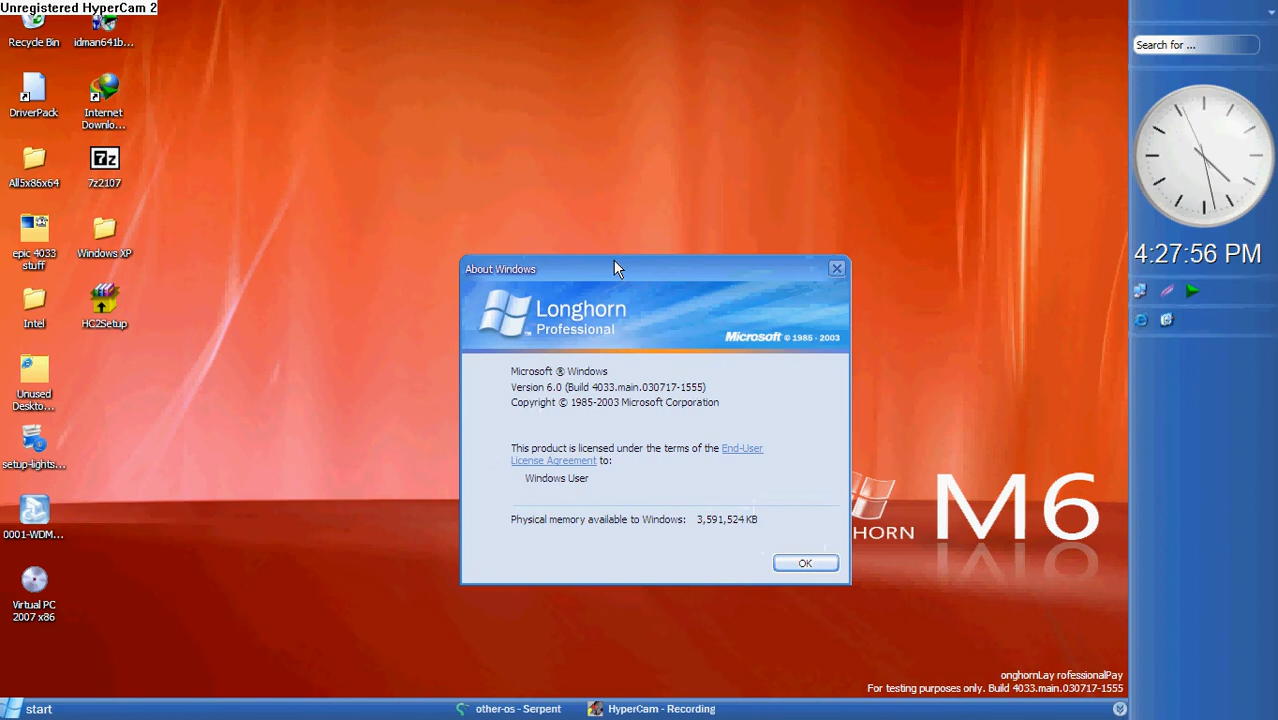 Unregistered HyperCam 2
Recycle Bin
idman641b...
DriverPack
Internet
Downlo...
All5x86x64
7z
7z2107
epic 4033
stuff
Windows XP
Intel
HC2Setup
Unused
Deskto...
setup-lights...
0001-WDM...
Virtual PC
2007 x86
About Windows
Longhorn
Professional
Microsoft © 1985 - 2003
Microsoft ® Windows
Version 6.0 (Build 4033.main.030717-1555)
Copyright © 1985-2003 Microsoft Corporation
This product is licensed under the terms of the End-User
License Agreement to:
Windows User
Physical memory available to Windows: 3,591,524 KB
OK
HORN M6
Search for ...
4:27:56 PM
onghornLay rofessionalPay
For testing purposes only. Build 4033.main.030717-1555
start
other-os - Serpent
HyperCam - Recording